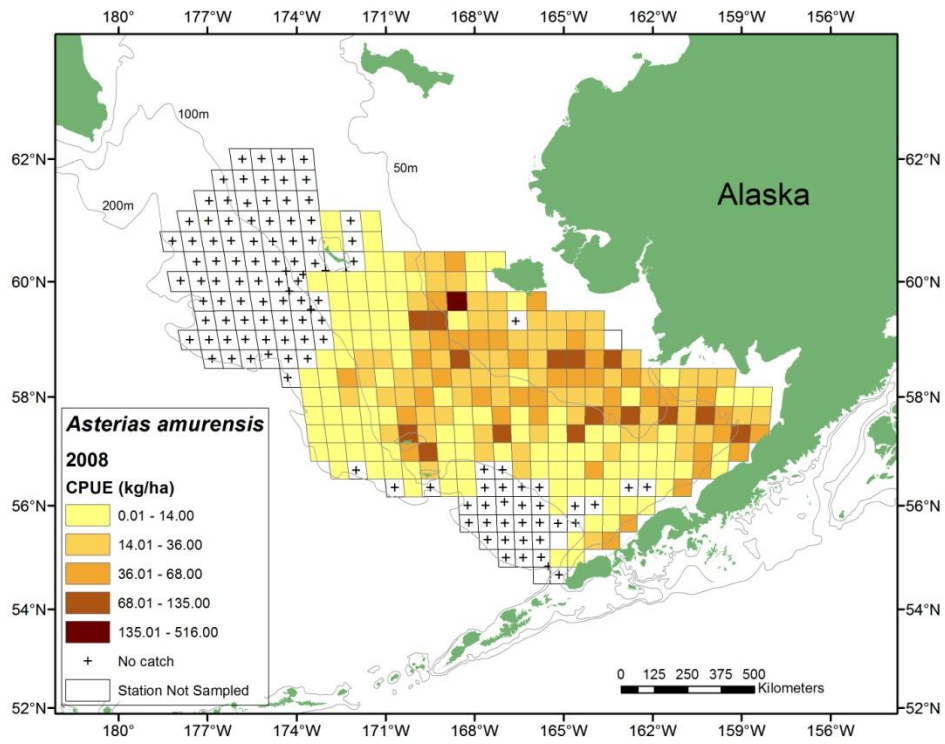 180° 177°W 174°W 171°W 168°W 165°W 162°W 159°W 156°W
100m
50m
62°N 62°N
200m
Alaska
60°N 60°N
58°N 58°N
Asterias amurensis
2008
CPUE (kg/ha)
0.01 - 14.00
14.01 - 36.00
36.01 - 68.00
68.01 - 135.00
135.01 - 516.00
No catch
Station Not Sampled
56°N 56°N
54°N 54°N
0 125 250 375 500
Kilometers
52°N 52°N
180° 177°W 174°W 171°W 168°W 165°W 162°W 159°W 156°W